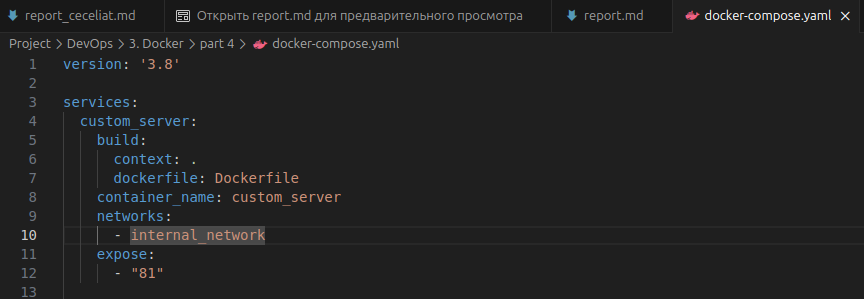 report_ceceliat.md Открыть report.md для предварительного просмотра report.md docker-compose.yaml
Project > DevOps > 3. Docker > part 4 > docker-compose.yaml
1 version: '3.8'
2
3 services:
4   custom_server:
5     build:
6       context: .
7       dockerfile: Dockerfile
8     container_name: custom_server
9     networks:
10       - internal_network
11     expose:
12       - "81"
13